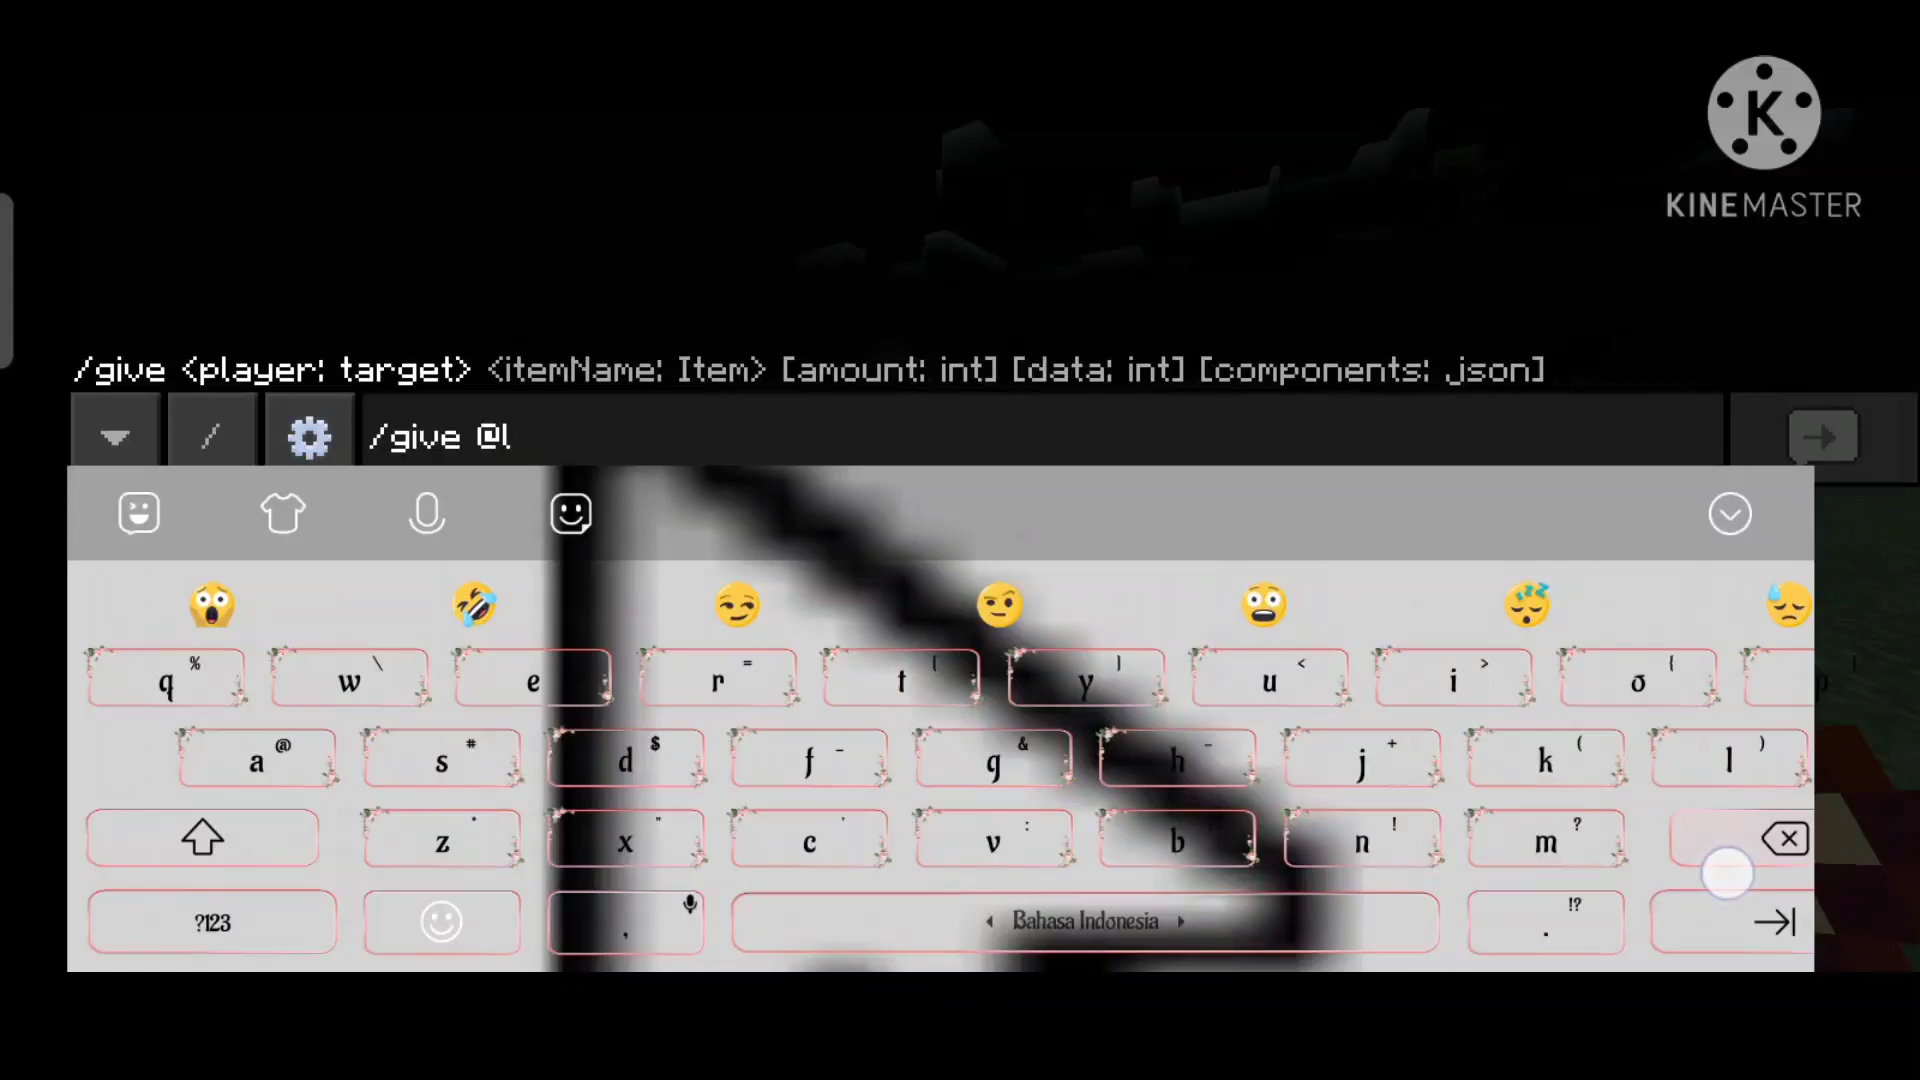 K
KINEMASTER
/give <player: target> <itemName: Item> [amount: int] [data: int] [components: json]
/
/give @l
q % w \ e r = t [ y ] u < i > o { p
a @ s # d $ f _ g & h - j + k ( l )
z x " c ' v : b n ! m ?
?123 , Bahasa Indonesia . !?